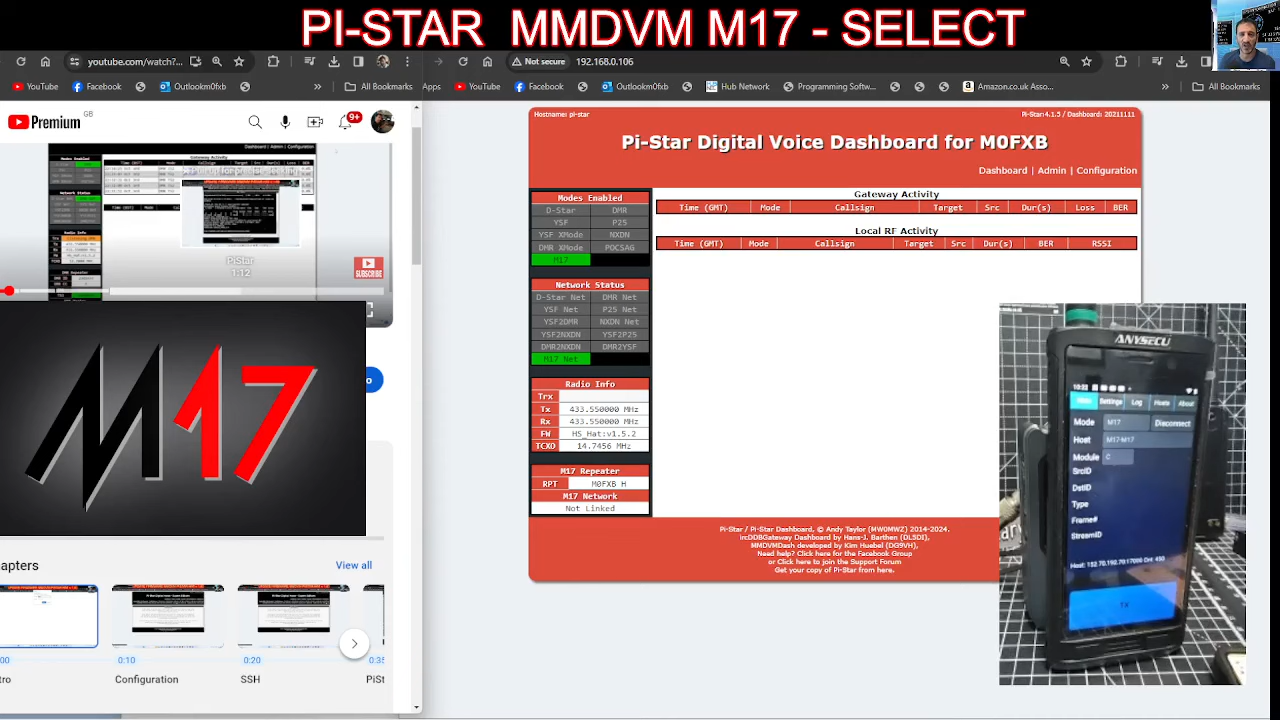 PI-STAR MMDVM M17 - SELECT
youtube.com/watch?...
Not secure
192.168.0.106
YouTube
Facebook
Outlookm0fxb
»
All Bookmarks
Apps
YouTube
Facebook
Outlookm0fxb
Hub Network
Programming Softw...
Amazon.co.uk Asso...
»
All Bookmarks
Premium
GB
9+
PiStar
1:12
SUBSCRIBE
M17
View all
0:10
0:20
Configuration
SSH
Hostname: pi-star
Pi-Star:4.1.5 / Dashboard: 20211111
Pi-Star Digital Voice Dashboard for M0FXB
Dashboard | Admin | Configuration
Modes Enabled
D-Star DMR
YSF P25
YSF XMode NXDN
DMR XMode POCSAG
M17
Network Status
D-Star Net DMR Net
YSF Net P25 Net
YSF2DMR NXDN Net
YSF2NXDN YSF2P25
DMR2NXDN DMR2YSF
M17 Net
Radio Info
Trx
Tx 433.550000 MHz
Rx 433.550000 MHz
FW HS_Hat:v1.5.2
TCXO 14.7456 MHz
M17 Repeater
RPT M0FXB H
M17 Network
Not Linked
Gateway Activity
Time (GMT) Mode Callsign Target Src Dur(s) Loss BER
Local RF Activity
Time (GMT) Mode Callsign Target Src Dur(s) BER RSSI
Pi-Star / Pi-Star Dashboard, © Andy Taylor (MW0MWZ) 2014-2024.
ircDDBGateway Dashboard by Hans-J. Barthen (DL5DI),
MMDVMDash developed by Kim Huebel (DG9VH),
Need help? Click here for the Facebook Group
or Click here to join the Support Forum
Get your copy of Pi-Star from here.
ANYSECU
10:22
Settings Log Hosts About
Mode M17 Disconnect
Host M17-M17
Module C
SrcID
DstID
Type
Frame#
StreamID
TX